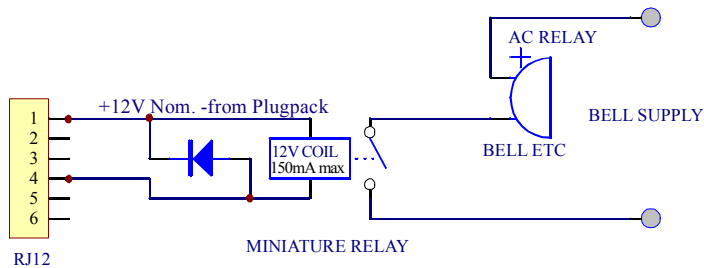 AC RELAY
+
+12V Nom. -from Plugpack
BELL SUPPLY
1
2
3
4
5
6
12V COIL
150mA max
BELL ETC
MINIATURE RELAY
RJ12